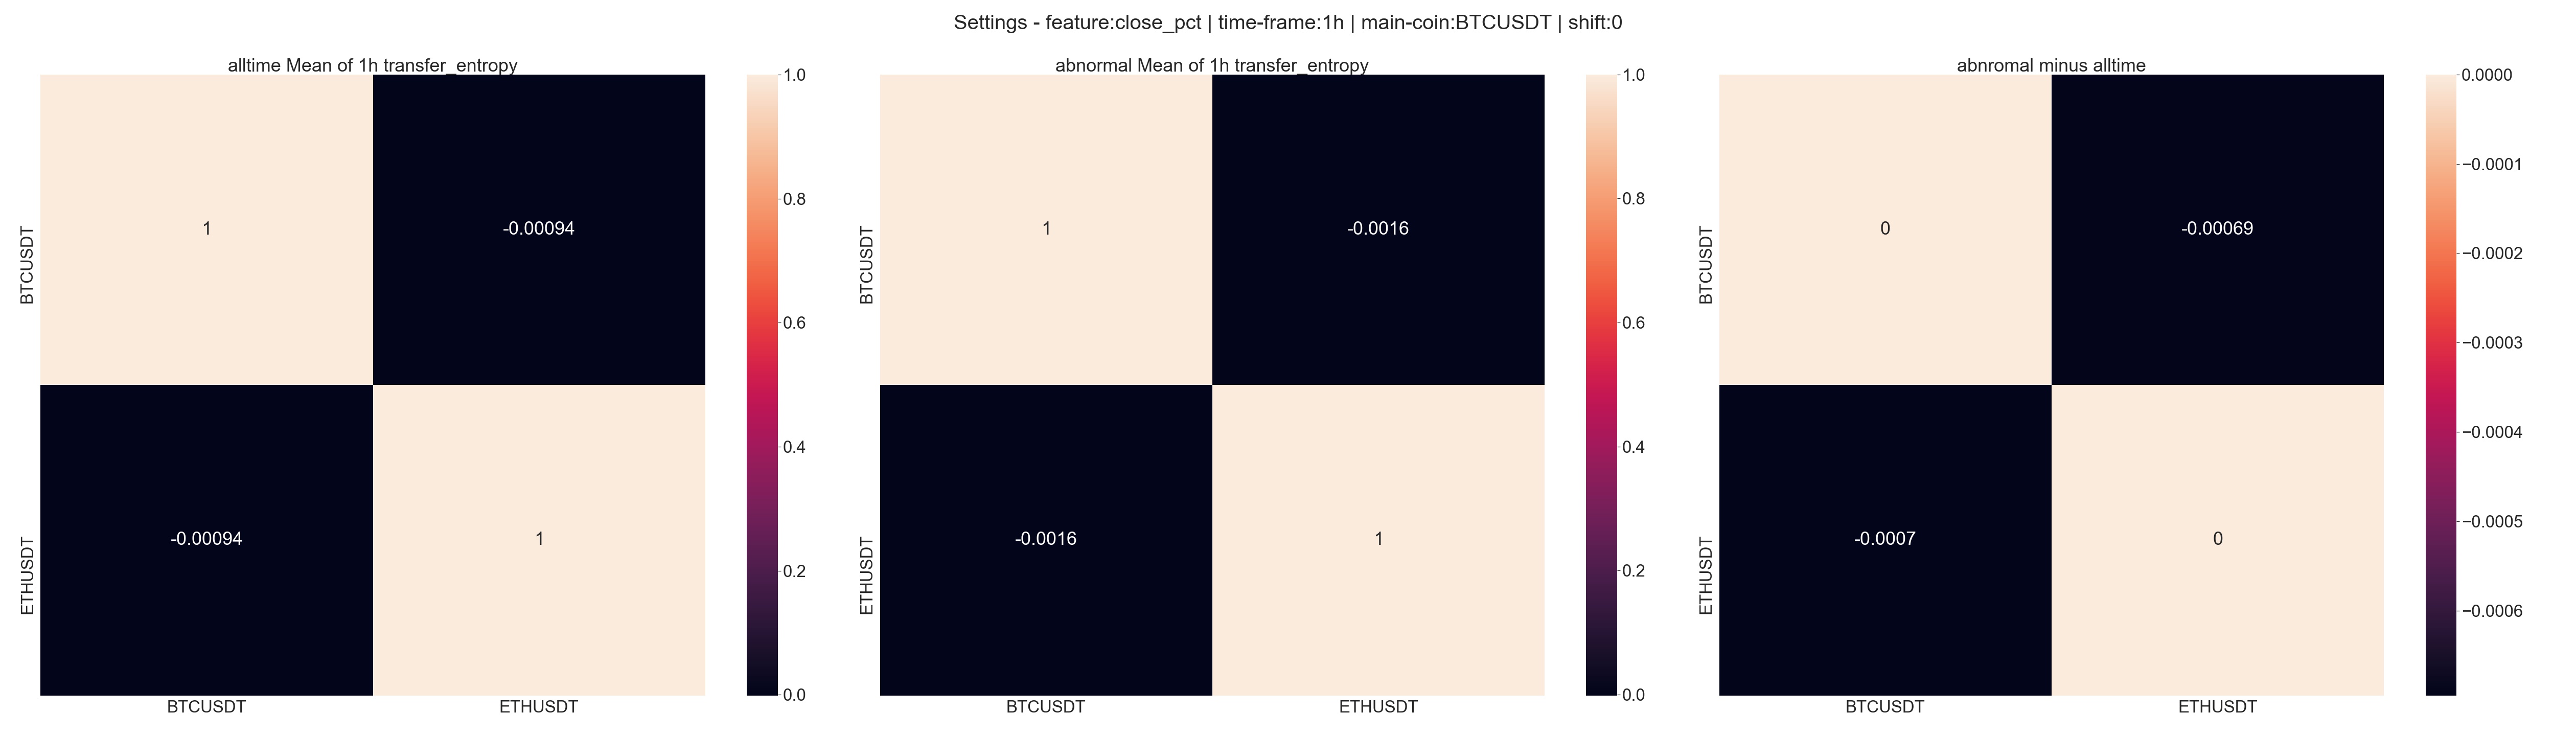 Settings - feature:close_pct | time-frame:1h | main-coin:BTCUSDT | shift:0
alltime Mean of 1h transfer_entropy
BTCUSDT
ETHUSDT
1
-0.00094
-0.00094
1
BTCUSDT
ETHUSDT
1.0
0.8
0.6
0.4
0.2
0.0
abnormal Mean of 1h transfer_entropy
BTCUSDT
ETHUSDT
1
-0.0016
-0.0016
1
BTCUSDT
ETHUSDT
1.0
0.8
0.6
0.4
0.2
0.0
abnromal minus alltime
BTCUSDT
ETHUSDT
0
-0.00069
-0.0007
0
BTCUSDT
ETHUSDT
0.0000
−0.0001
−0.0002
−0.0003
−0.0004
−0.0005
−0.0006